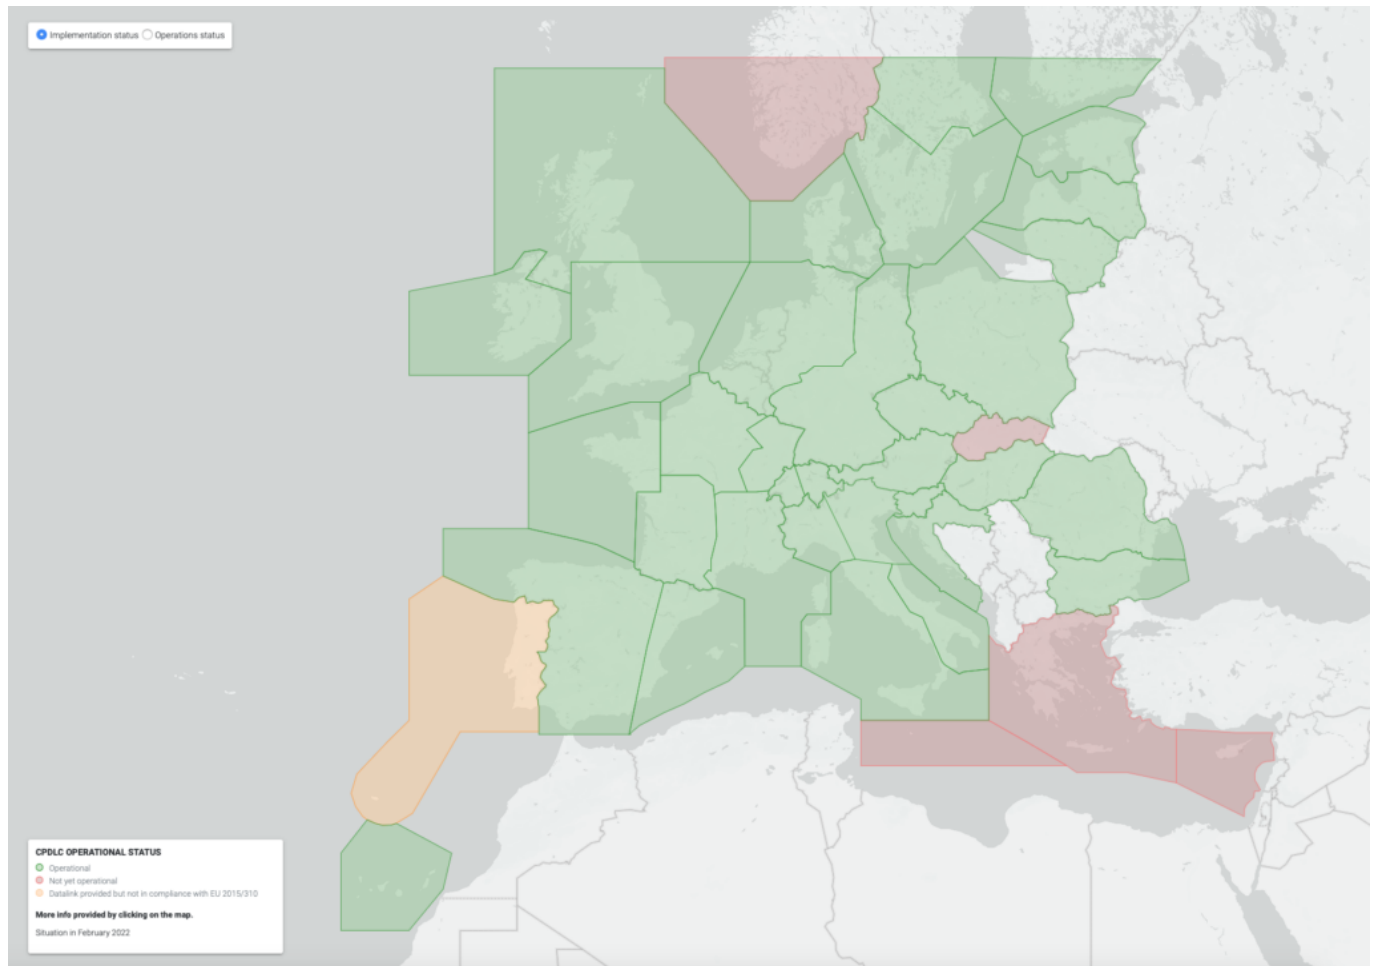 Implementation status Operations status
CPDLC OPERATIONAL STATUS
Operational
Not yet operational
Datalink provided but not in compliance with EU 2015/310
More info provided by clicking on the map.
Situation in February 2022